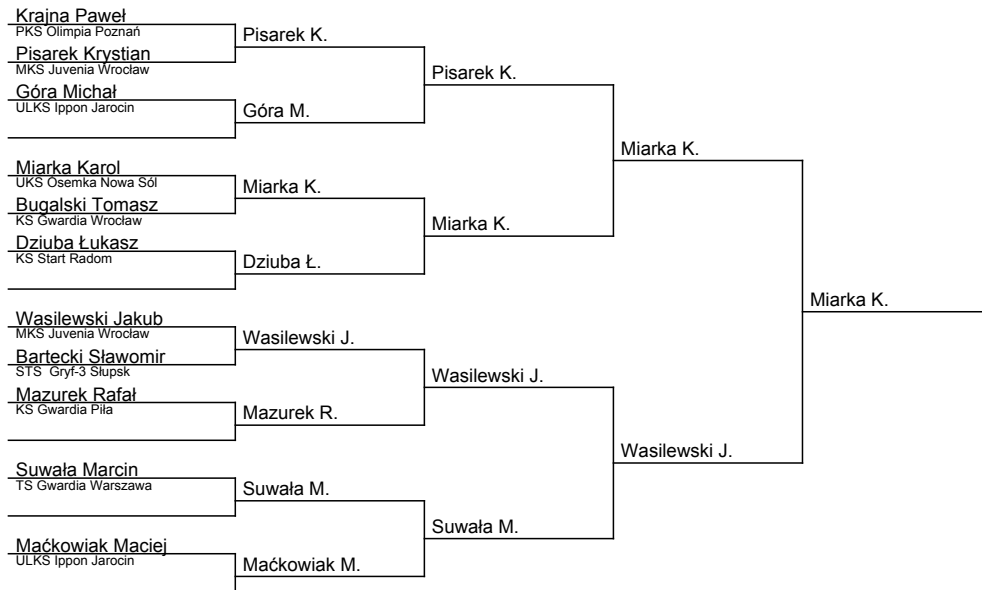 Krajna Paweł
PKS Olimpia Poznań
Pisarek K.
Pisarek Krystian
MKS Juvenia Wrocław
Pisarek K.
Góra Michał
ULKS Ippon Jarocin
Góra M.
Miarka K.
Miarka Karol
UKS Ósemka Nowa Sól
Miarka K.
Bugalski Tomasz
KS Gwardia Wrocław
Miarka K.
Dziuba Łukasz
KS Start Radom
Dziuba Ł.
Miarka K.
Wasilewski Jakub
MKS Juvenia Wrocław
Wasilewski J.
Bartecki Sławomir
STS Gryf-3 Słupsk
Wasilewski J.
Mazurek Rafał
KS Gwardia Piła
Mazurek R.
Wasilewski J.
Suwała Marcin
TS Gwardia Warszawa
Suwała M.
Suwała M.
Maćkowiak Maciej
ULKS Ippon Jarocin
Maćkowiak M.